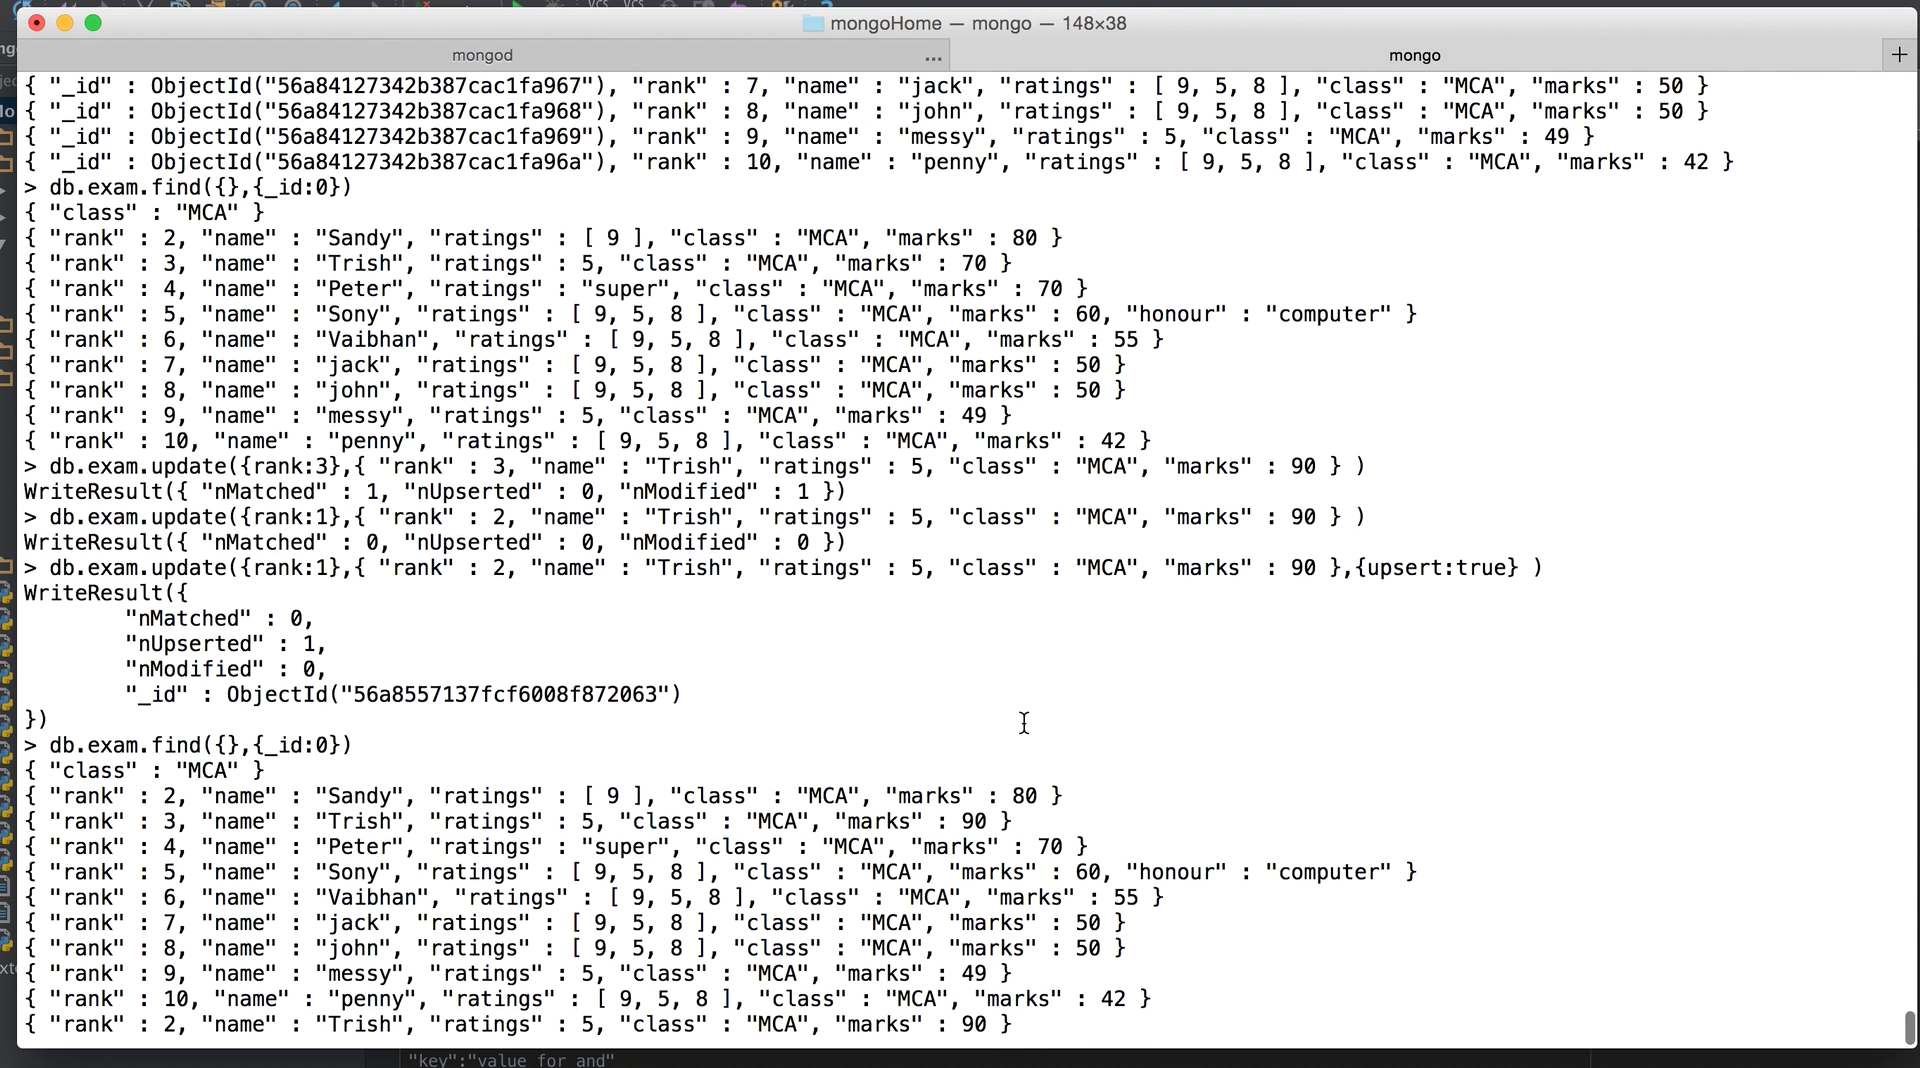 mongoHome — mongo — 148×38
mongod ... mongo +
{ "_id" : ObjectId("56a84127342b387cac1fa967"), "rank" : 7, "name" : "jack", "ratings" : [ 9, 5, 8 ], "class" : "MCA", "marks" : 50 }
{ "_id" : ObjectId("56a84127342b387cac1fa968"), "rank" : 8, "name" : "john", "ratings" : [ 9, 5, 8 ], "class" : "MCA", "marks" : 50 }
{ "_id" : ObjectId("56a84127342b387cac1fa969"), "rank" : 9, "name" : "messy", "ratings" : 5, "class" : "MCA", "marks" : 49 }
{ "_id" : ObjectId("56a84127342b387cac1fa96a"), "rank" : 10, "name" : "penny", "ratings" : [ 9, 5, 8 ], "class" : "MCA", "marks" : 42 }
> db.exam.find({},{_id:0})
{ "class" : "MCA" }
{ "rank" : 2, "name" : "Sandy", "ratings" : [ 9 ], "class" : "MCA", "marks" : 80 }
{ "rank" : 3, "name" : "Trish", "ratings" : 5, "class" : "MCA", "marks" : 70 }
{ "rank" : 4, "name" : "Peter", "ratings" : "super", "class" : "MCA", "marks" : 70 }
{ "rank" : 5, "name" : "Sony", "ratings" : [ 9, 5, 8 ], "class" : "MCA", "marks" : 60, "honour" : "computer" }
{ "rank" : 6, "name" : "Vaibhan", "ratings" : [ 9, 5, 8 ], "class" : "MCA", "marks" : 55 }
{ "rank" : 7, "name" : "jack", "ratings" : [ 9, 5, 8 ], "class" : "MCA", "marks" : 50 }
{ "rank" : 8, "name" : "john", "ratings" : [ 9, 5, 8 ], "class" : "MCA", "marks" : 50 }
{ "rank" : 9, "name" : "messy", "ratings" : 5, "class" : "MCA", "marks" : 49 }
{ "rank" : 10, "name" : "penny", "ratings" : [ 9, 5, 8 ], "class" : "MCA", "marks" : 42 }
> db.exam.update({rank:3},{ "rank" : 3, "name" : "Trish", "ratings" : 5, "class" : "MCA", "marks" : 90 } )
WriteResult({ "nMatched" : 1, "nUpserted" : 0, "nModified" : 1 })
> db.exam.update({rank:1},{ "rank" : 2, "name" : "Trish", "ratings" : 5, "class" : "MCA", "marks" : 90 } )
WriteResult({ "nMatched" : 0, "nUpserted" : 0, "nModified" : 0 })
> db.exam.update({rank:1},{ "rank" : 2, "name" : "Trish", "ratings" : 5, "class" : "MCA", "marks" : 90 },{upsert:true} )
WriteResult({
"nMatched" : 0,
"nUpserted" : 1,
"nModified" : 0,
"_id" : ObjectId("56a8557137fcf6008f872063")
})
> db.exam.find({},{_id:0})
{ "class" : "MCA" }
{ "rank" : 2, "name" : "Sandy", "ratings" : [ 9 ], "class" : "MCA", "marks" : 80 }
{ "rank" : 3, "name" : "Trish", "ratings" : 5, "class" : "MCA", "marks" : 90 }
{ "rank" : 4, "name" : "Peter", "ratings" : "super", "class" : "MCA", "marks" : 70 }
{ "rank" : 5, "name" : "Sony", "ratings" : [ 9, 5, 8 ], "class" : "MCA", "marks" : 60, "honour" : "computer" }
{ "rank" : 6, "name" : "Vaibhan", "ratings" : [ 9, 5, 8 ], "class" : "MCA", "marks" : 55 }
{ "rank" : 7, "name" : "jack", "ratings" : [ 9, 5, 8 ], "class" : "MCA", "marks" : 50 }
{ "rank" : 8, "name" : "john", "ratings" : [ 9, 5, 8 ], "class" : "MCA", "marks" : 50 }
{ "rank" : 9, "name" : "messy", "ratings" : 5, "class" : "MCA", "marks" : 49 }
{ "rank" : 10, "name" : "penny", "ratings" : [ 9, 5, 8 ], "class" : "MCA", "marks" : 42 }
{ "rank" : 2, "name" : "Trish", "ratings" : 5, "class" : "MCA", "marks" : 90 }
"key":"value for and"